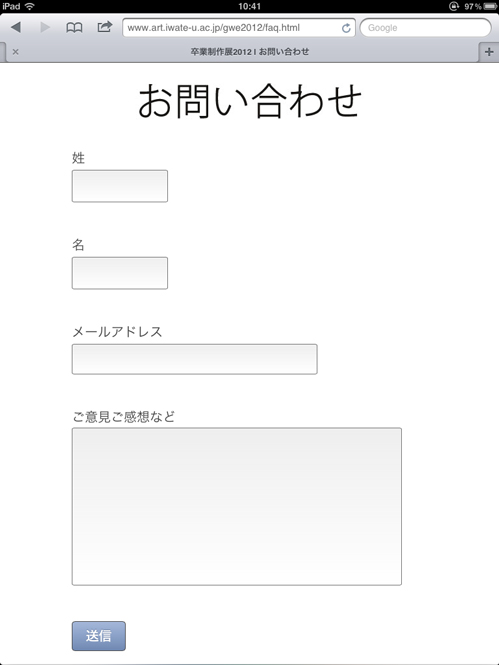 iPad 10:41 97%
www.art.iwate-u.ac.jp/gwe2012/faq.html Google
卒業制作展2012 I お問い合わせ
お問い合わせ
姓
名
メールアドレス
ご意見ご感想など
送信